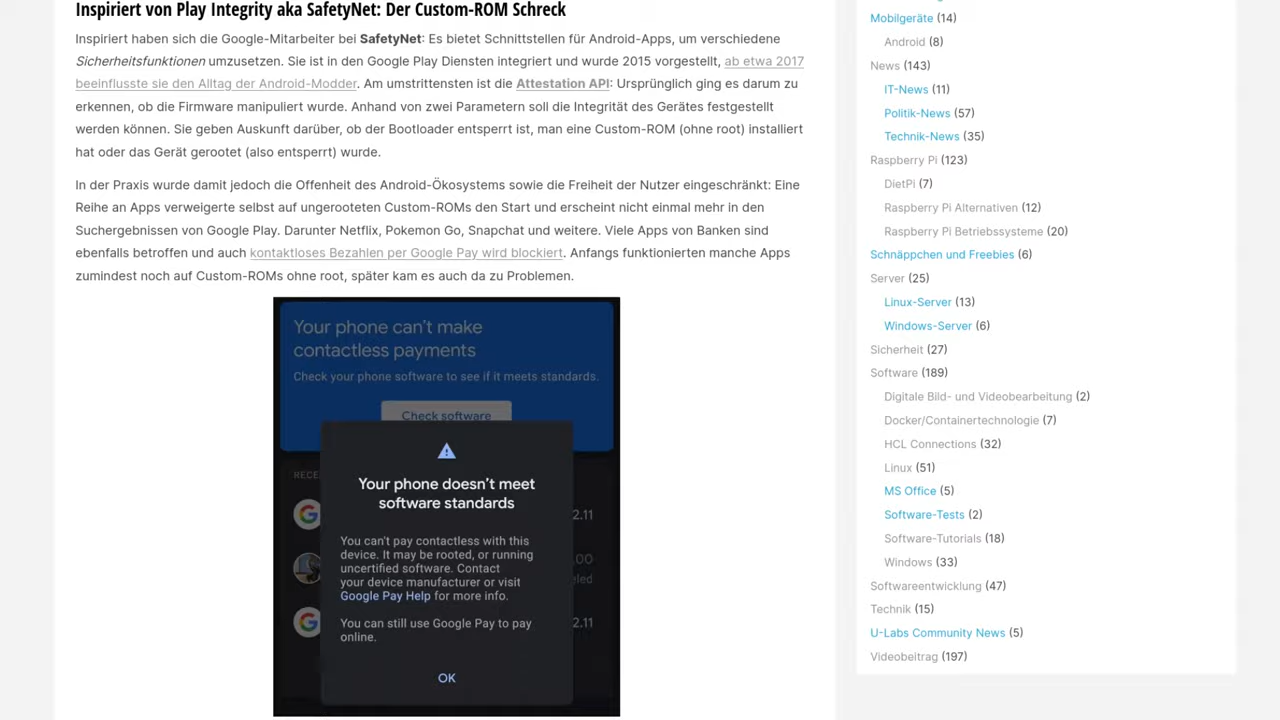 Inspiriert von Play Integrity aka SafetyNet: Der Custom-ROM Schreck
Inspiriert haben sich die Google-Mitarbeiter bei SafetyNet: Es bietet Schnittstellen für Android-Apps, um verschiedene
Sicherheitsfunktionen umzusetzen. Sie ist in den Google Play Diensten integriert und wurde 2015 vorgestellt, ab etwa 2017
beeinflusste sie den Alltag der Android-Modder. Am umstrittensten ist die Attestation API: Ursprünglich ging es darum zu
erkennen, ob die Firmware manipuliert wurde. Anhand von zwei Parametern soll die Integrität des Gerätes festgestellt
werden können. Sie geben Auskunft darüber, ob der Bootloader entsperrt ist, man eine Custom-ROM (ohne root) installiert
hat oder das Gerät gerootet (also entsperrt) wurde.
In der Praxis wurde damit jedoch die Offenheit des Android-Ökosystems sowie die Freiheit der Nutzer eingeschränkt: Eine
Reihe an Apps verweigerte selbst auf ungerooteten Custom-ROMs den Start und erscheint nicht einmal mehr in den
Suchergebnissen von Google Play. Darunter Netflix, Pokemon Go, Snapchat und weitere. Viele Apps von Banken sind
ebenfalls betroffen und auch kontaktloses Bezahlen per Google Pay wird blockiert. Anfangs funktionierten manche Apps
zumindest noch auf Custom-ROMs ohne root, später kam es auch da zu Problemen.
Your phone can't make
contactless payments
Check your phone software to see if it meets standards.
Check software
RECE
Your phone doesn't meet
software standards
2.11
You can't pay contactless with this
device. It may be rooted, or running
uncertified software. Contact
your device manufacturer or visit
Google Pay Help for more info.
.00
led
You can still use Google Pay to pay
online.
2.11
OK
Mobilgeräte (14)
Android (8)
News (143)
IT-News (11)
Politik-News (57)
Technik-News (35)
Raspberry Pi (123)
DietPi (7)
Raspberry Pi Alternativen (12)
Raspberry Pi Betriebssysteme (20)
Schnäppchen und Freebies (6)
Server (25)
Linux-Server (13)
Windows-Server (6)
Sicherheit (27)
Software (189)
Digitale Bild- und Videobearbeitung (2)
Docker/Containertechnologie (7)
HCL Connections (32)
Linux (51)
MS Office (5)
Software-Tests (2)
Software-Tutorials (18)
Windows (33)
Softwareentwicklung (47)
Technik (15)
U-Labs Community News (5)
Videobeitrag (197)